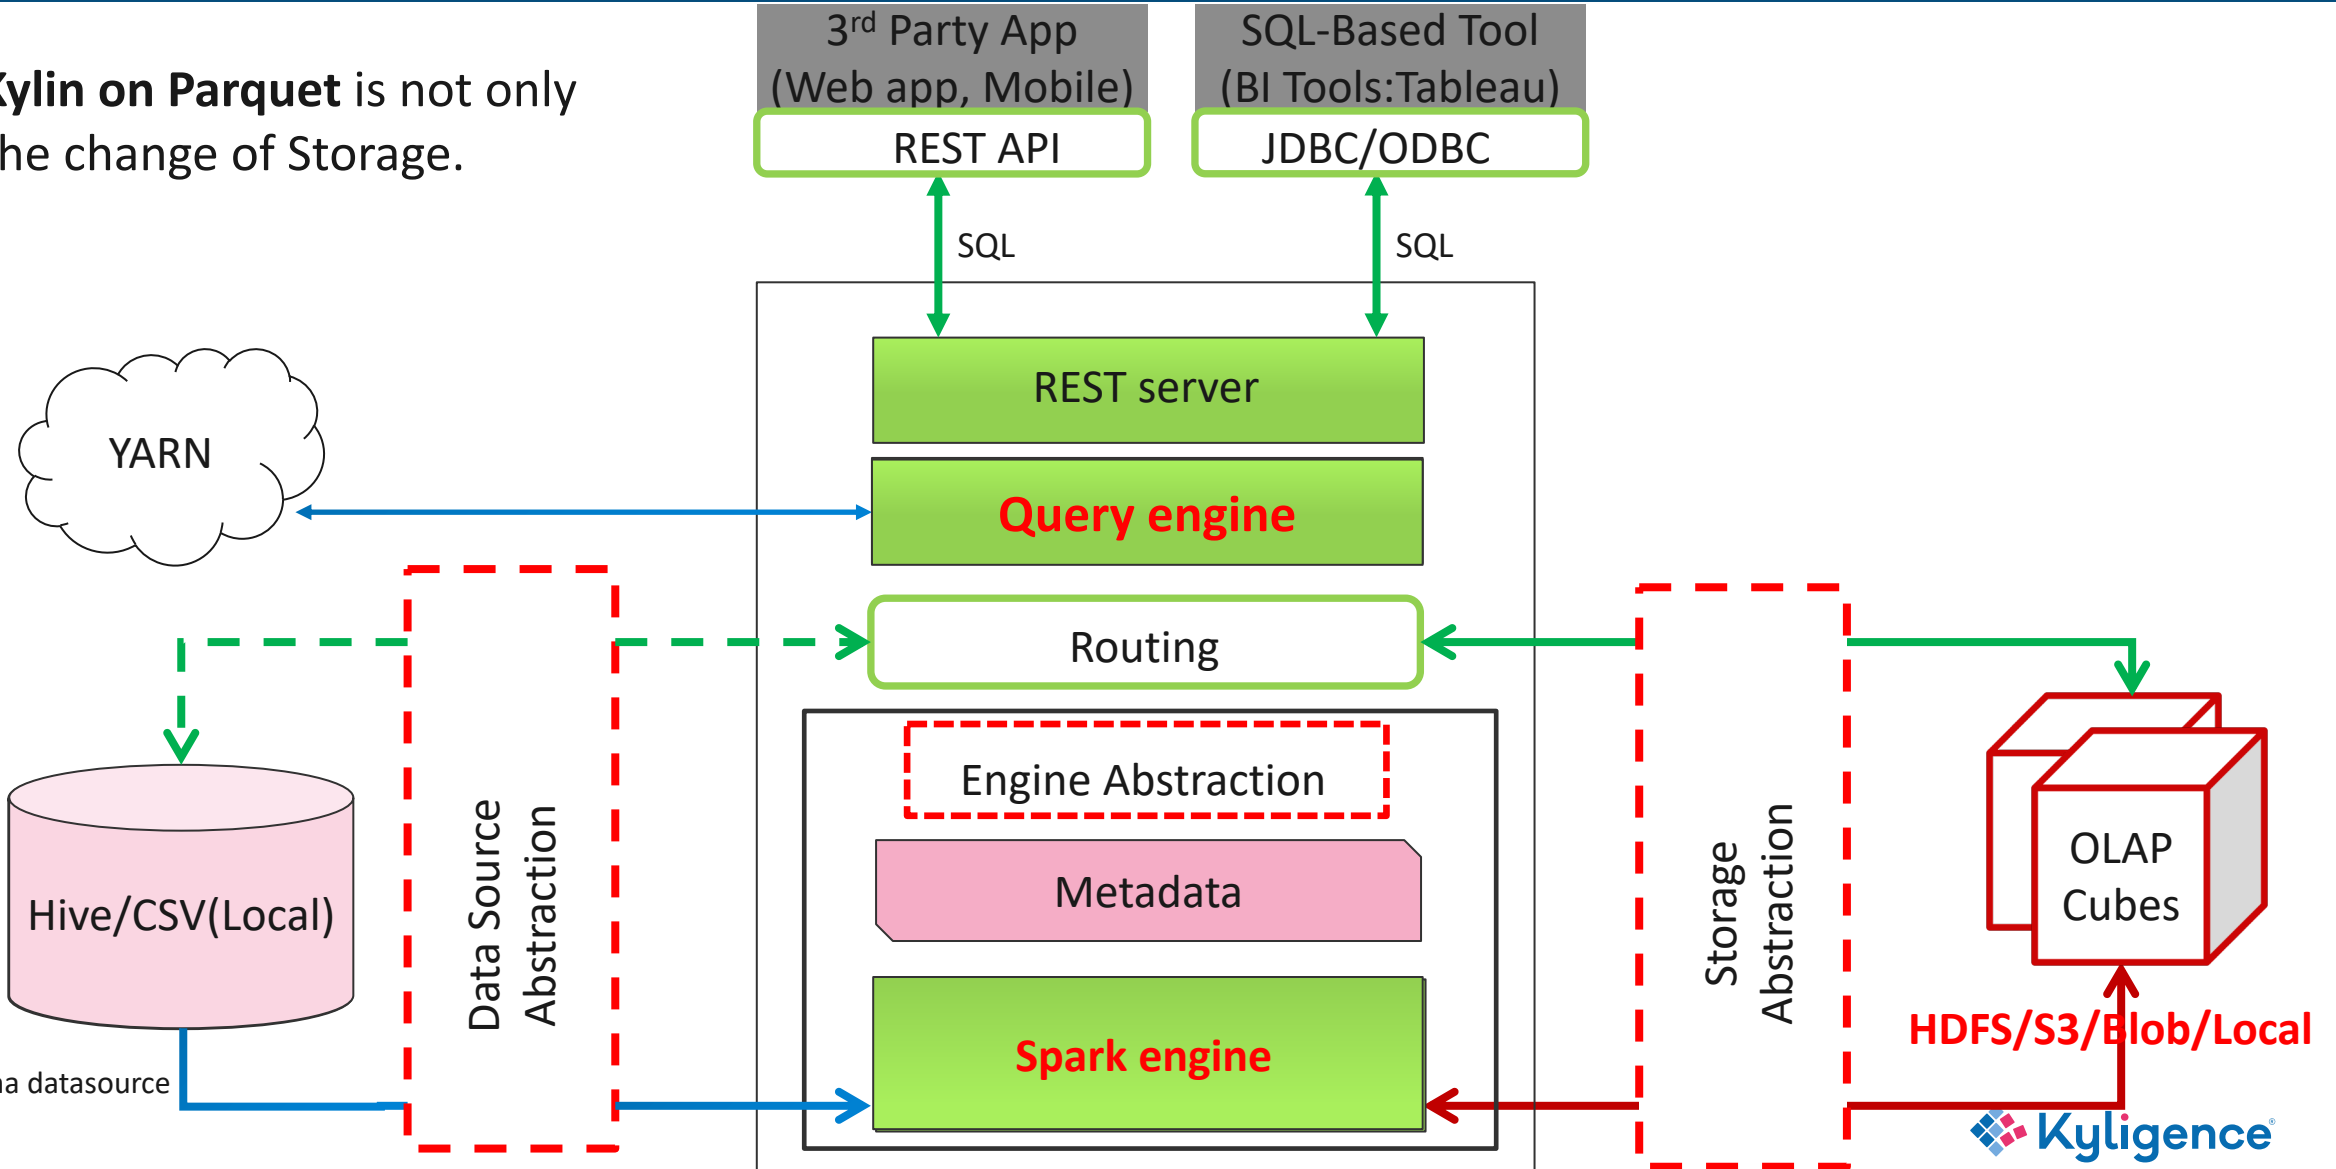 3rd Party App
(Web app, Mobile)
SQL-Based Tool
(BI Tools:Tableau)
Kylin on Parquet is not only
the change of Storage.
REST API
JDBC/ODBC
SQL
SQL
REST server
YARN
Query engine
Routing
Engine Abstraction
Data Source
Abstraction
Storage
Abstraction
OLAP
Cubes
Metadata
Hive/CSV(Local)
HDFS/S3/Blob/Local
Spark engine
datasource
Kyligence®